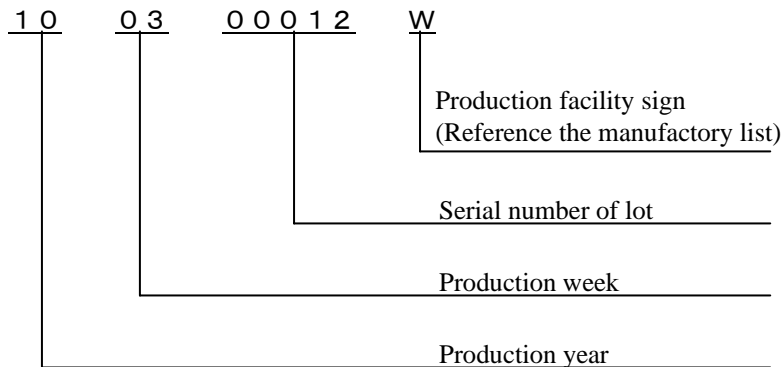 10 03 00012 W
Production facility sign
(Reference the manufactory list)
Serial number of lot
Production week
Production year